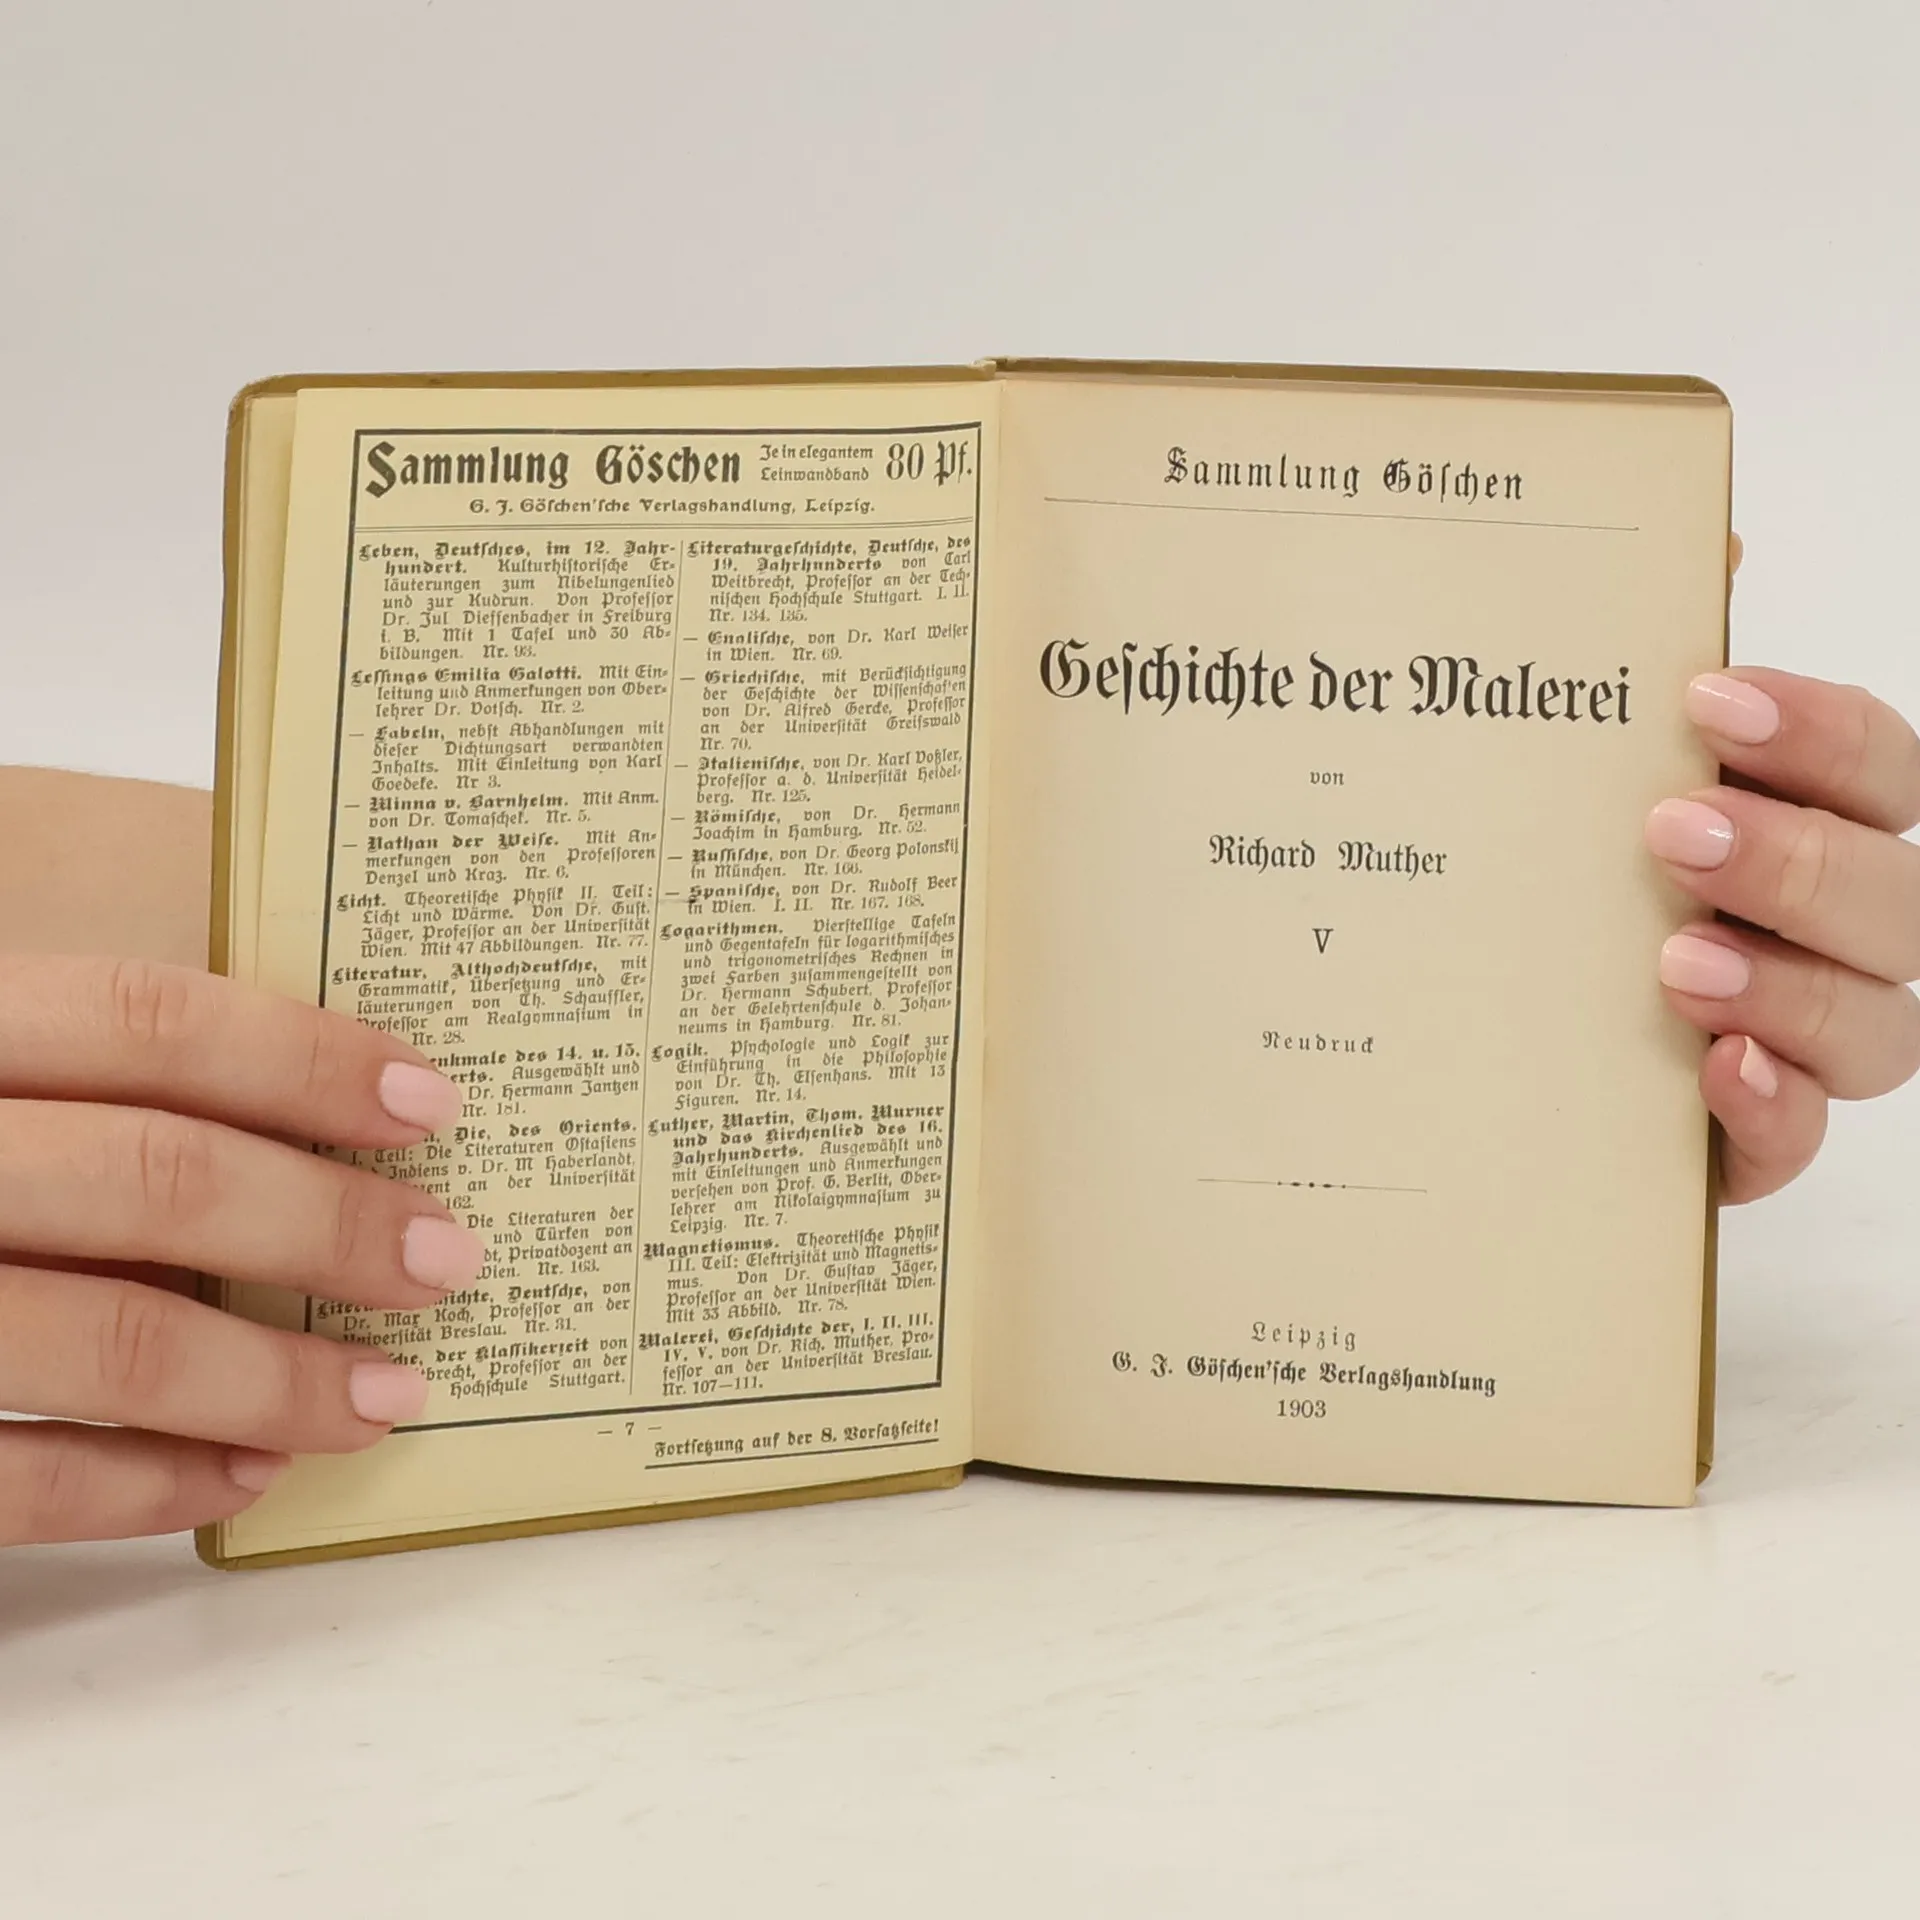 Sammlung Göschen
Je in elegantem
Leinwandband
80 Pf.
G. J. Göschen'sche Verlagshandlung, Leipzig.
Leben, Deutsches, im 12. Jahr-
hundert. Kulturhistorische Er-
läuterungen zum Nibelungenlied
und zur Kudrun. Von Professor
Dr. Jul Dieffenbacher in Freiburg
i. B. Mit 1 Tafel und 30 Ab-
bildungen. Nr. 93.
Lessings Emilia Galotti. Mit Ein-
leitung und Anmerkungen von Ober-
lehrer Dr. Votsch. Nr. 2.
— Fabeln, nebst Abhandlungen mit
dieser Dichtungsart verwandten
Inhalts. Mit Einleitung von Karl
Goedeke. Nr 3.
— Minna v. Barnhelm. Mit Anm.
von Dr. Tomaschek. Nr. 5.
— Nathan der Weise. Mit An-
merkungen von den Professoren
Denzel und Kraz. Nr. 6.
Licht. Theoretische Physik II. Teil:
Licht und Wärme. Von Dr. Gust.
Jäger, Professor an der Universität
Wien. Mit 47 Abbildungen. Nr. 77.
Literatur, Althochdeutsche, mit
Grammatik, Übersetzung und Er-
läuterungen von Th. Schauffler,
Professor am Realgymnasium in
Nr. 28.
des 14. u. 15.
Ausgewählt und
Dr. Hermann Jantzen
Nr. 181.
Die, des Orients.
I. Teil: Die Literaturen Ostasiens
Indiens v. Dr. M Haberlandt,
an der Universität
162.
Die Literaturen der
und Türken von
Privatdozent an
Wien. Nr. 163.
Deutsche, von
Dr. Max Koch, Professor an der
Universität Breslau. Nr. 31.
der Klassikerzeit von
Professor an der
Hochschule Stuttgart.
Literaturgeschichte, Deutsche, des
19. Jahrhunderts von Carl
Weitbrecht, Professor an der Tech-
nischen Hochschule Stuttgart. I. II.
Nr. 134. 135.
— Englische, von Dr. Karl Weiser
in Wien. Nr. 69.
— Griechische, mit Berücksichtigung
der Geschichte der Wissenschaften
von Dr. Alfred Gercke, Professor
an der Universität Greifswald
Nr. 70.
— Italienische, von Dr. Karl Voßler,
Professor a. d. Universität Heidel-
berg. Nr. 125.
— Römische, von Dr. Hermann
Joachim in Hamburg. Nr. 52.
— Russische, von Dr. Georg Polonskij
in München. Nr. 166.
— Spanische, von Dr. Rudolf Beer
in Wien. I. II. Nr. 167. 168.
Logarithmen. Vierstellige Tafeln
und Gegentafeln für logarithmisches
und trigonometrisches Rechnen in
zwei Farben zusammengestellt von
Dr. Hermann Schubert, Professor
an der Gelehrtenschule d. Johan-
neums in Hamburg. Nr. 81.
Logik. Psychologie und Logik zur
Einführung in die Philosophie
von Dr. Th. Elsenhans. Mit 13
Figuren. Nr. 14.
Luther, Martin, Thom. Murner
und das Kirchenlied des 16.
Jahrhunderts. Ausgewählt und
mit Einleitungen und Anmerkungen
versehen von Prof. G. Berlit, Ober-
lehrer am Nikolaigymnasium zu
Leipzig. Nr. 7.
Magnetismus. Theoretische Physik
III. Teil: Elektrizität und Magnetis-
mus. Von Dr. Gustav Jäger,
Professor an der Universität Wien.
Mit 33 Abbild. Nr. 78.
Malerei, Geschichte der, I. II. III.
IV. V. von Dr. Rich. Muther, Pro-
fessor an der Universität Breslau.
Nr. 107—111.
— 7 —
Fortsetzung auf der 8. Vorsatzseite!
Sammlung Göschen
Geschichte der Malerei
von
Richard Muther
V
Neudruck
Leipzig
G. J. Göschen'sche Verlagshandlung
1903